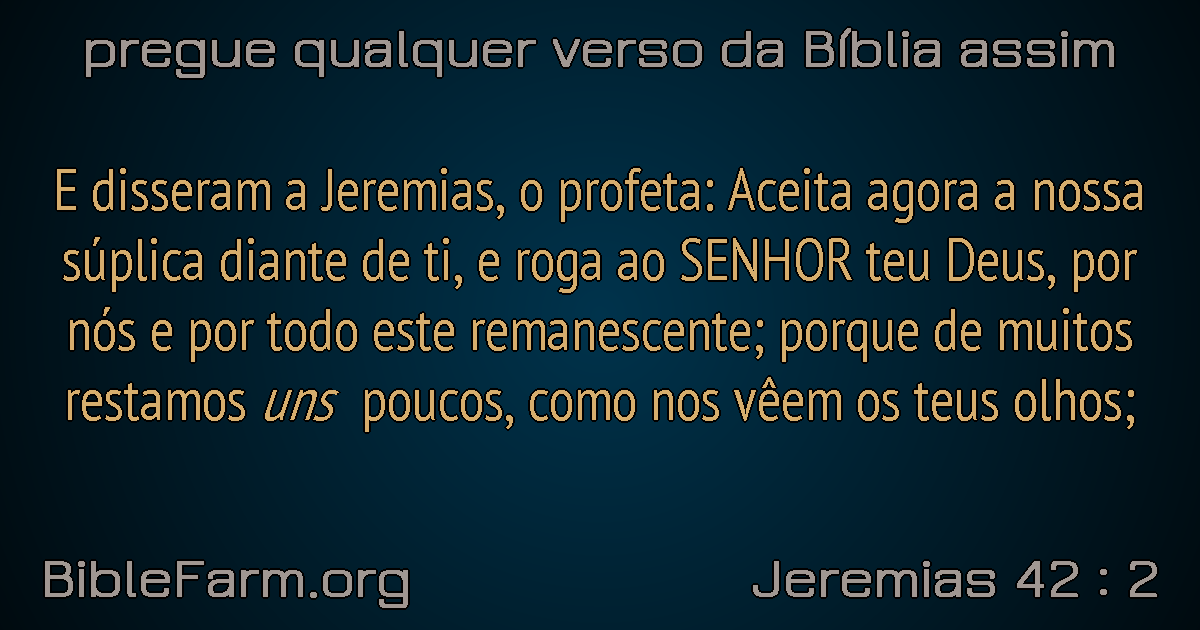 pregue qualquer verso da Bíblia assim
E disseram a Jeremias, o profeta: Aceita agora a nossa
súplica diante de ti, e roga ao SENHOR teu Deus, por
nós e por todo este remanescente; porque de muitos
restamos uns poucos, como nos vêem os teus olhos;
BibleFarm.org
Jeremias 42 : 2